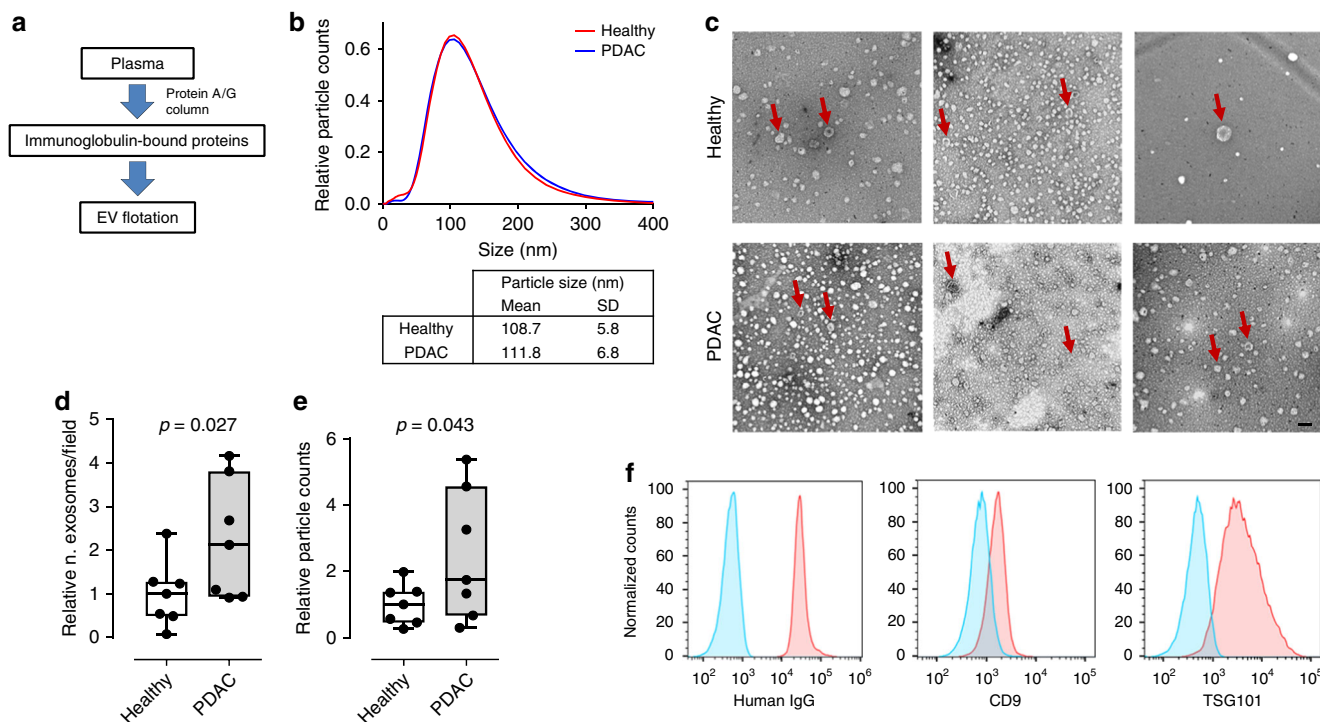 a
Plasma
Protein A/G
column
Immunoglobulin-bound proteins
EV flotation
b
Relative particle counts
0.6
0.4
0.2
0.0
0 100 200 300 400
Size (nm)
Healthy
PDAC
Particle size (nm)
Mean SD
Healthy 108.7 5.8
PDAC 111.8 6.8
c
Healthy
PDAC
d
Relative n. exosomes/field
p = 0.027
5
4
3
2
1
0
Healthy PDAC
e
Relative particle counts
p = 0.043
6
4
2
0
Healthy PDAC
f
Normalized counts
100
80
60
40
20
0
10² 10³ 10⁴ 10⁵ 10⁶
Human IgG
100
80
60
40
20
0
10² 10³ 10⁴ 10⁵
CD9
100
80
60
40
20
0
10² 10³ 10⁴ 10⁵
TSG101